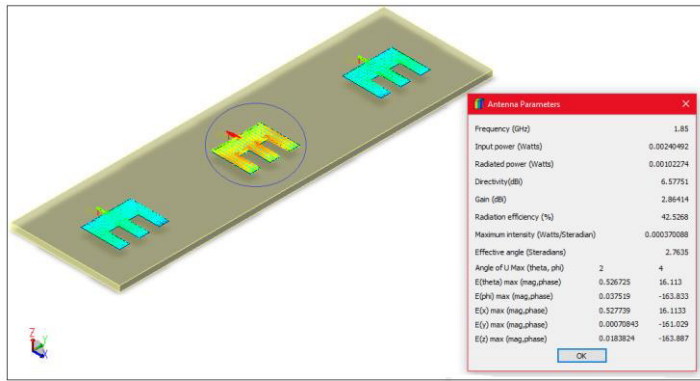 Antenna Parameters
Frequency (GHz) 1.85
Input power (Watts) 0.00240492
Radiated power (Watts) 0.00102274
Directivity(dBi) 6.57751
Gain (dBi) 2.86414
Radiation efficiency (%) 42.5268
Maximum intensity (Watts/Steradian) 0.000370088
Effective angle (Steradians) 2.7635
Angle of U Max (theta, phi) 2 4
E(theta) max (mag,phase) 0.526725 16.113
E(phi) max (mag,phase) 0.037519 -163.833
E(x) max (mag,phase) 0.527739 16.1133
E(y) max (mag,phase) 0.00070843 -161.029
E(z) max (mag,phase) 0.0183824 -163.887
OK
Z
Y
X